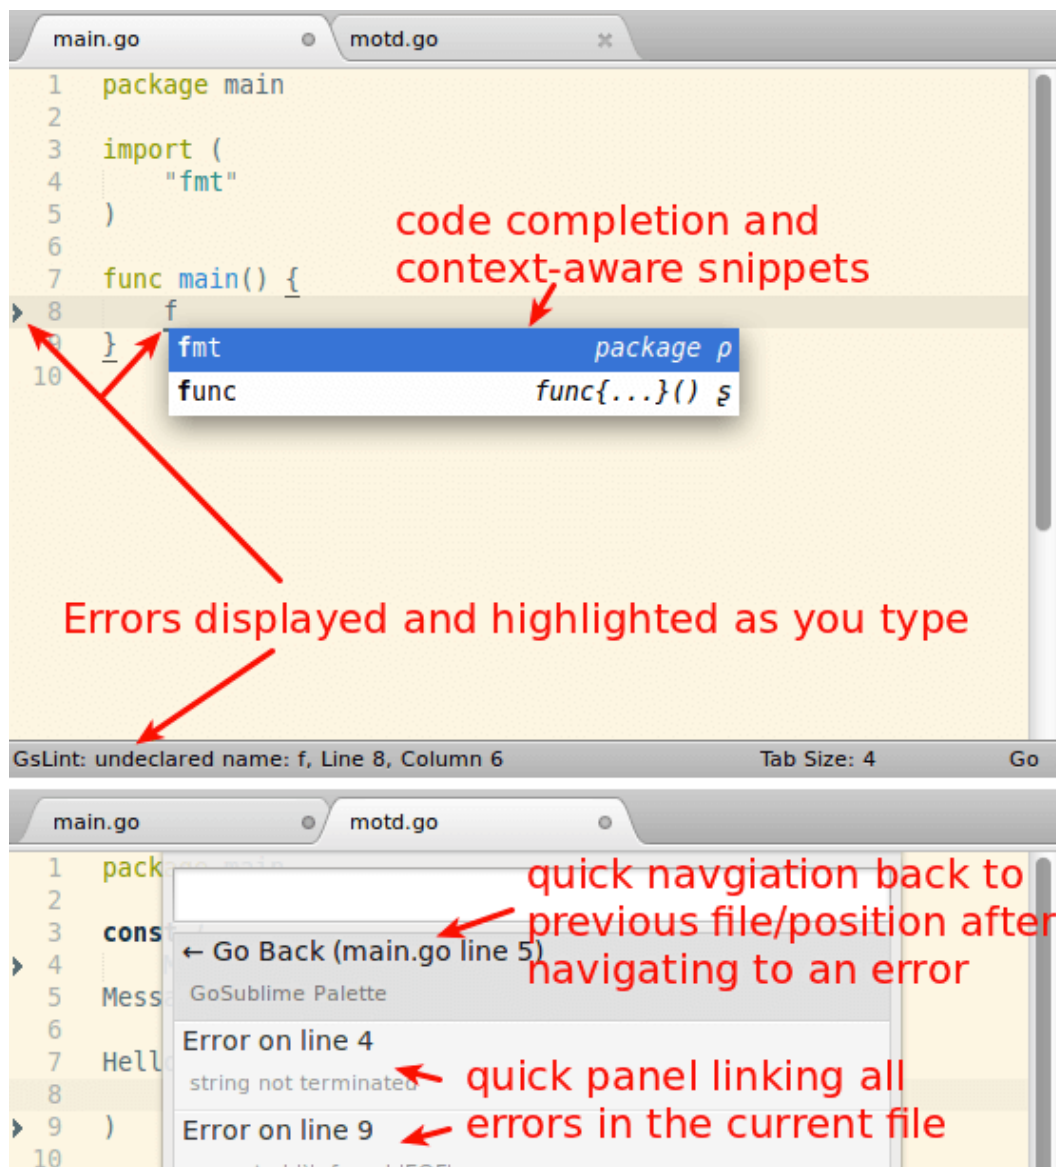 main.go motd.go
1 package main
2
3 import (
4 "fmt"
5 )
6
7 func main() {
8 f
9 }
10
code completion and
context-aware snippets
fmt package ρ
func func{...}() ʂ
Errors displayed and highlighted as you type
GsLint: undeclared name: f, Line 8, Column 6 Tab Size: 4 Go
main.go motd.go
1 package main
2
3 cons
4
5 Messa
6
7 Hell
8
9 )
10
quick navgiation back to
previous file/position after
navigating to an error
← Go Back (main.go line 5)
GoSublime Palette
Error on line 4
string not terminated
quick panel linking all
errors in the current file
Error on line 9